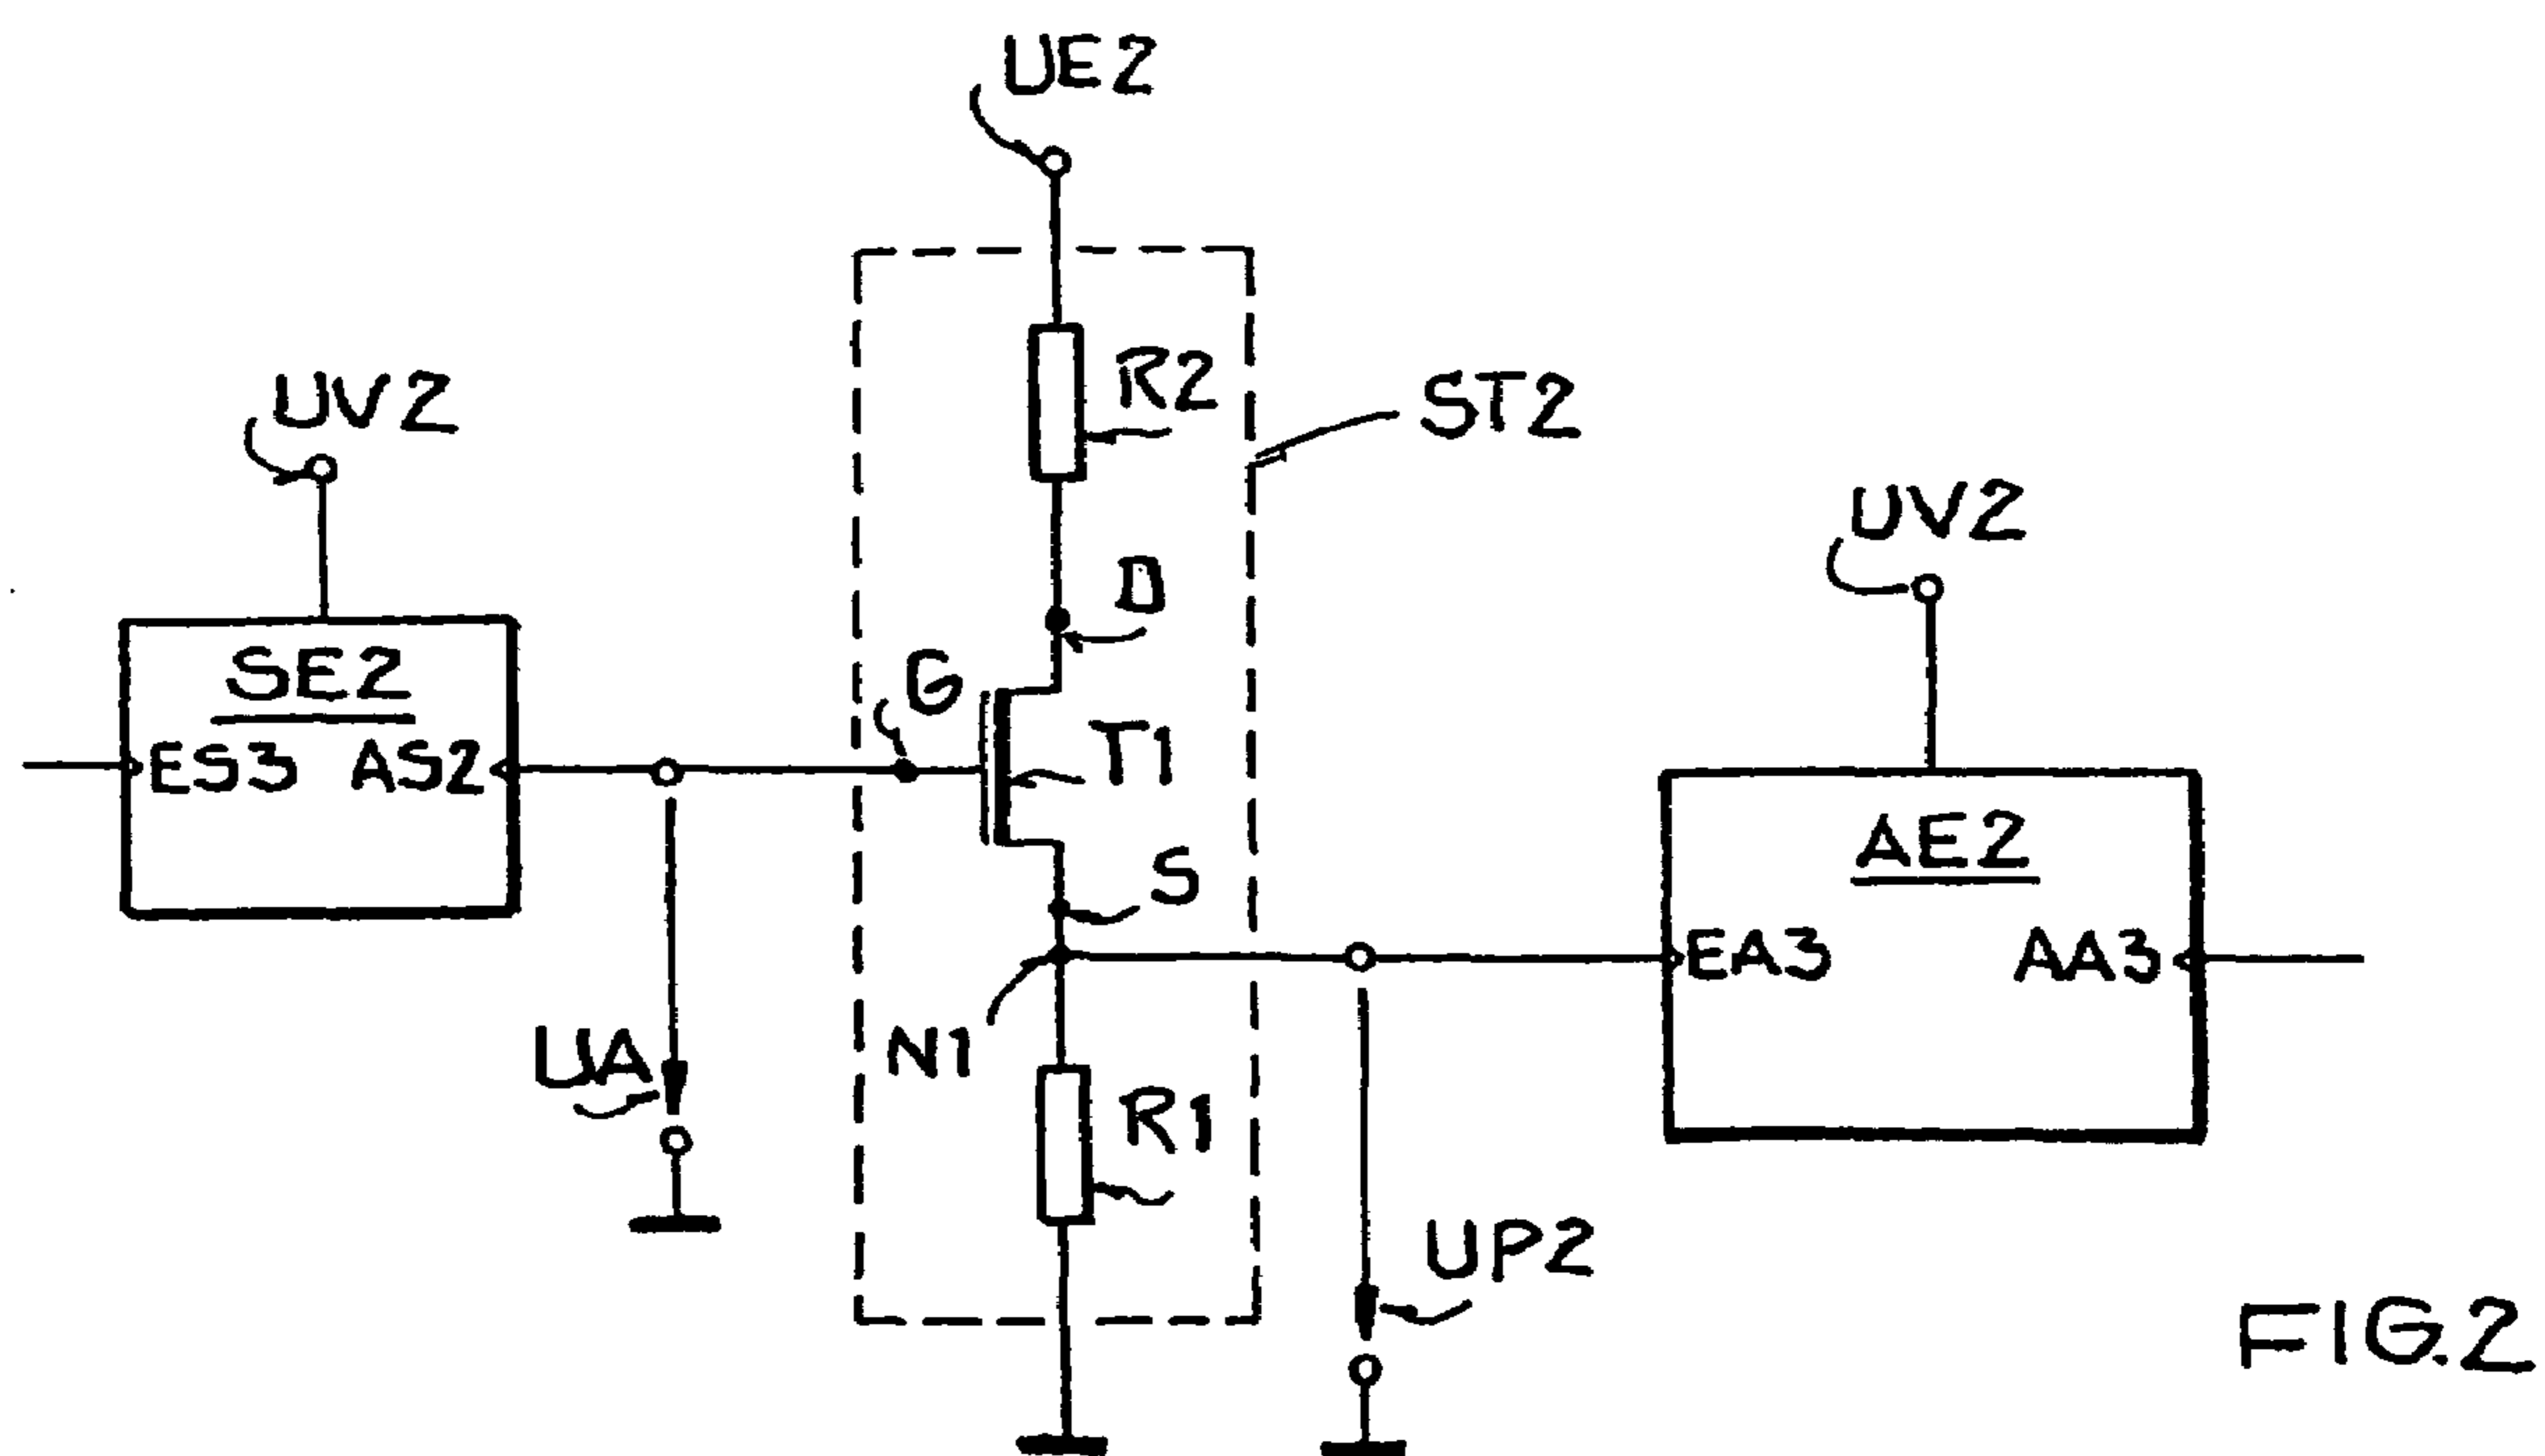 UE2
R2
ST2
UV2
UV2
D
SE2
G
ES3 AS2
T1
AE2
S
EA3 AA3
N1
UA
R1
UP2
FIG.2